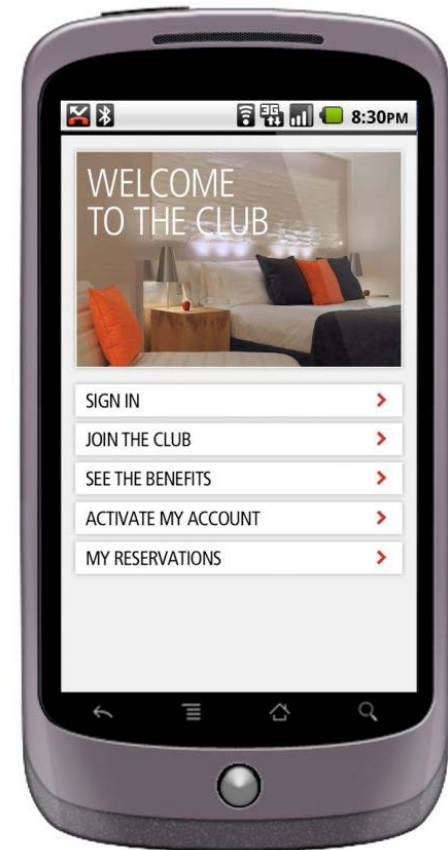 3G
8:30PM
WELCOME
TO THE CLUB
SIGN IN
JOIN THE CLUB
SEE THE BENEFITS
ACTIVATE MY ACCOUNT
MY RESERVATIONS